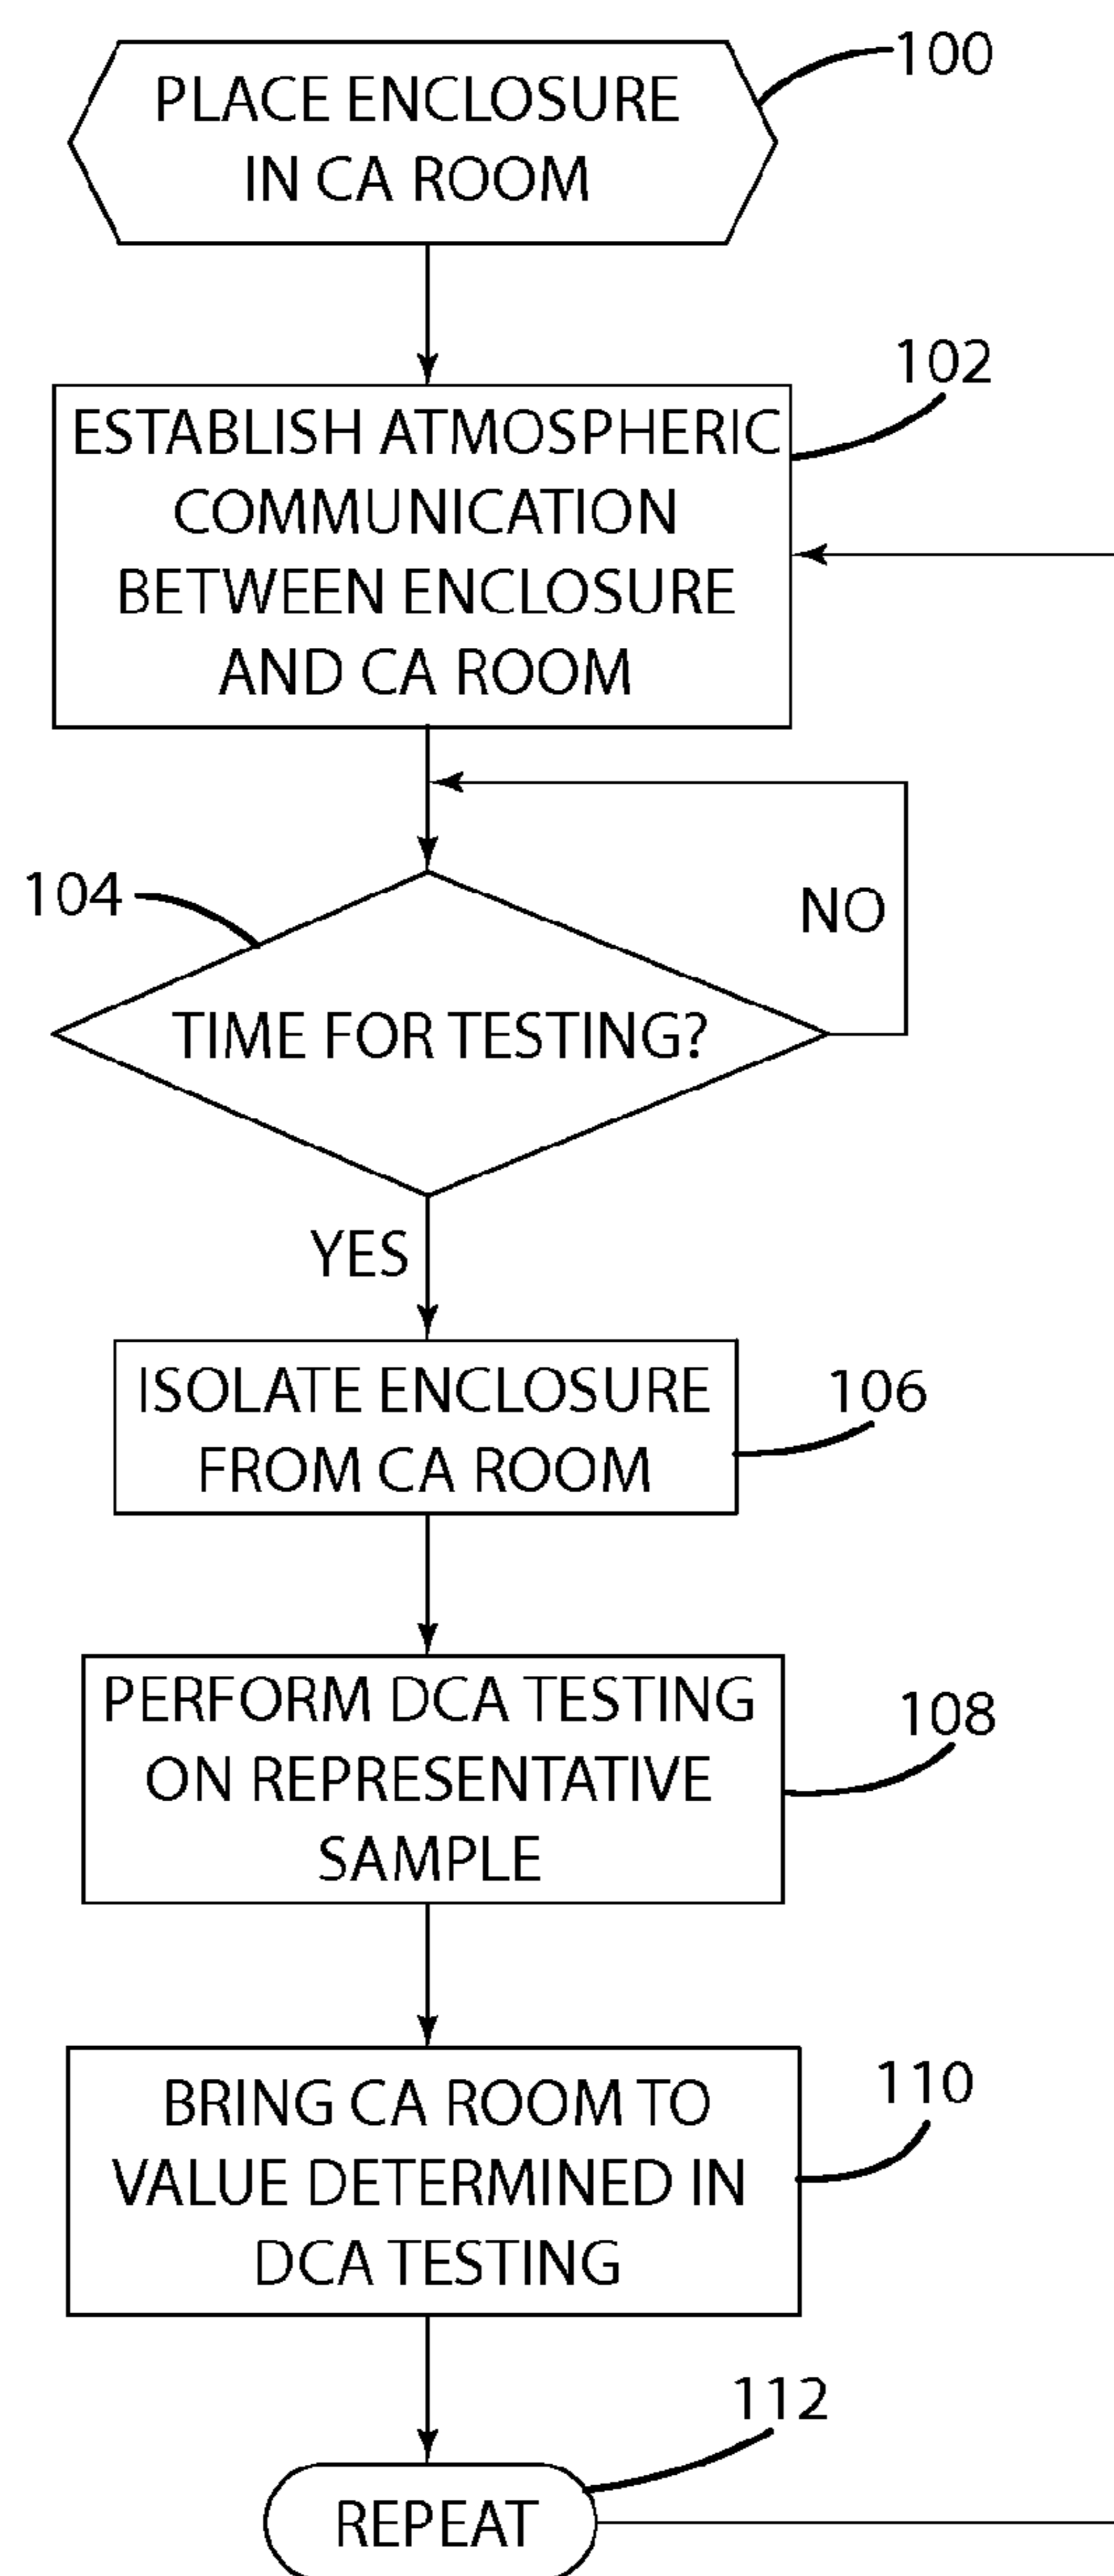 100
PLACE ENCLOSURE
IN CA ROOM
102
ESTABLISH ATMOSPHERIC
COMMUNICATION
BETWEEN ENCLOSURE
AND CA ROOM
104
NO
TIME FOR TESTING?
YES
ISOLATE ENCLOSURE
FROM CA ROOM
106
PERFORM DCA TESTING
ON REPRESENTATIVE
SAMPLE
108
BRING CA ROOM TO
VALUE DETERMINED IN
DCA TESTING
110
112
REPEAT